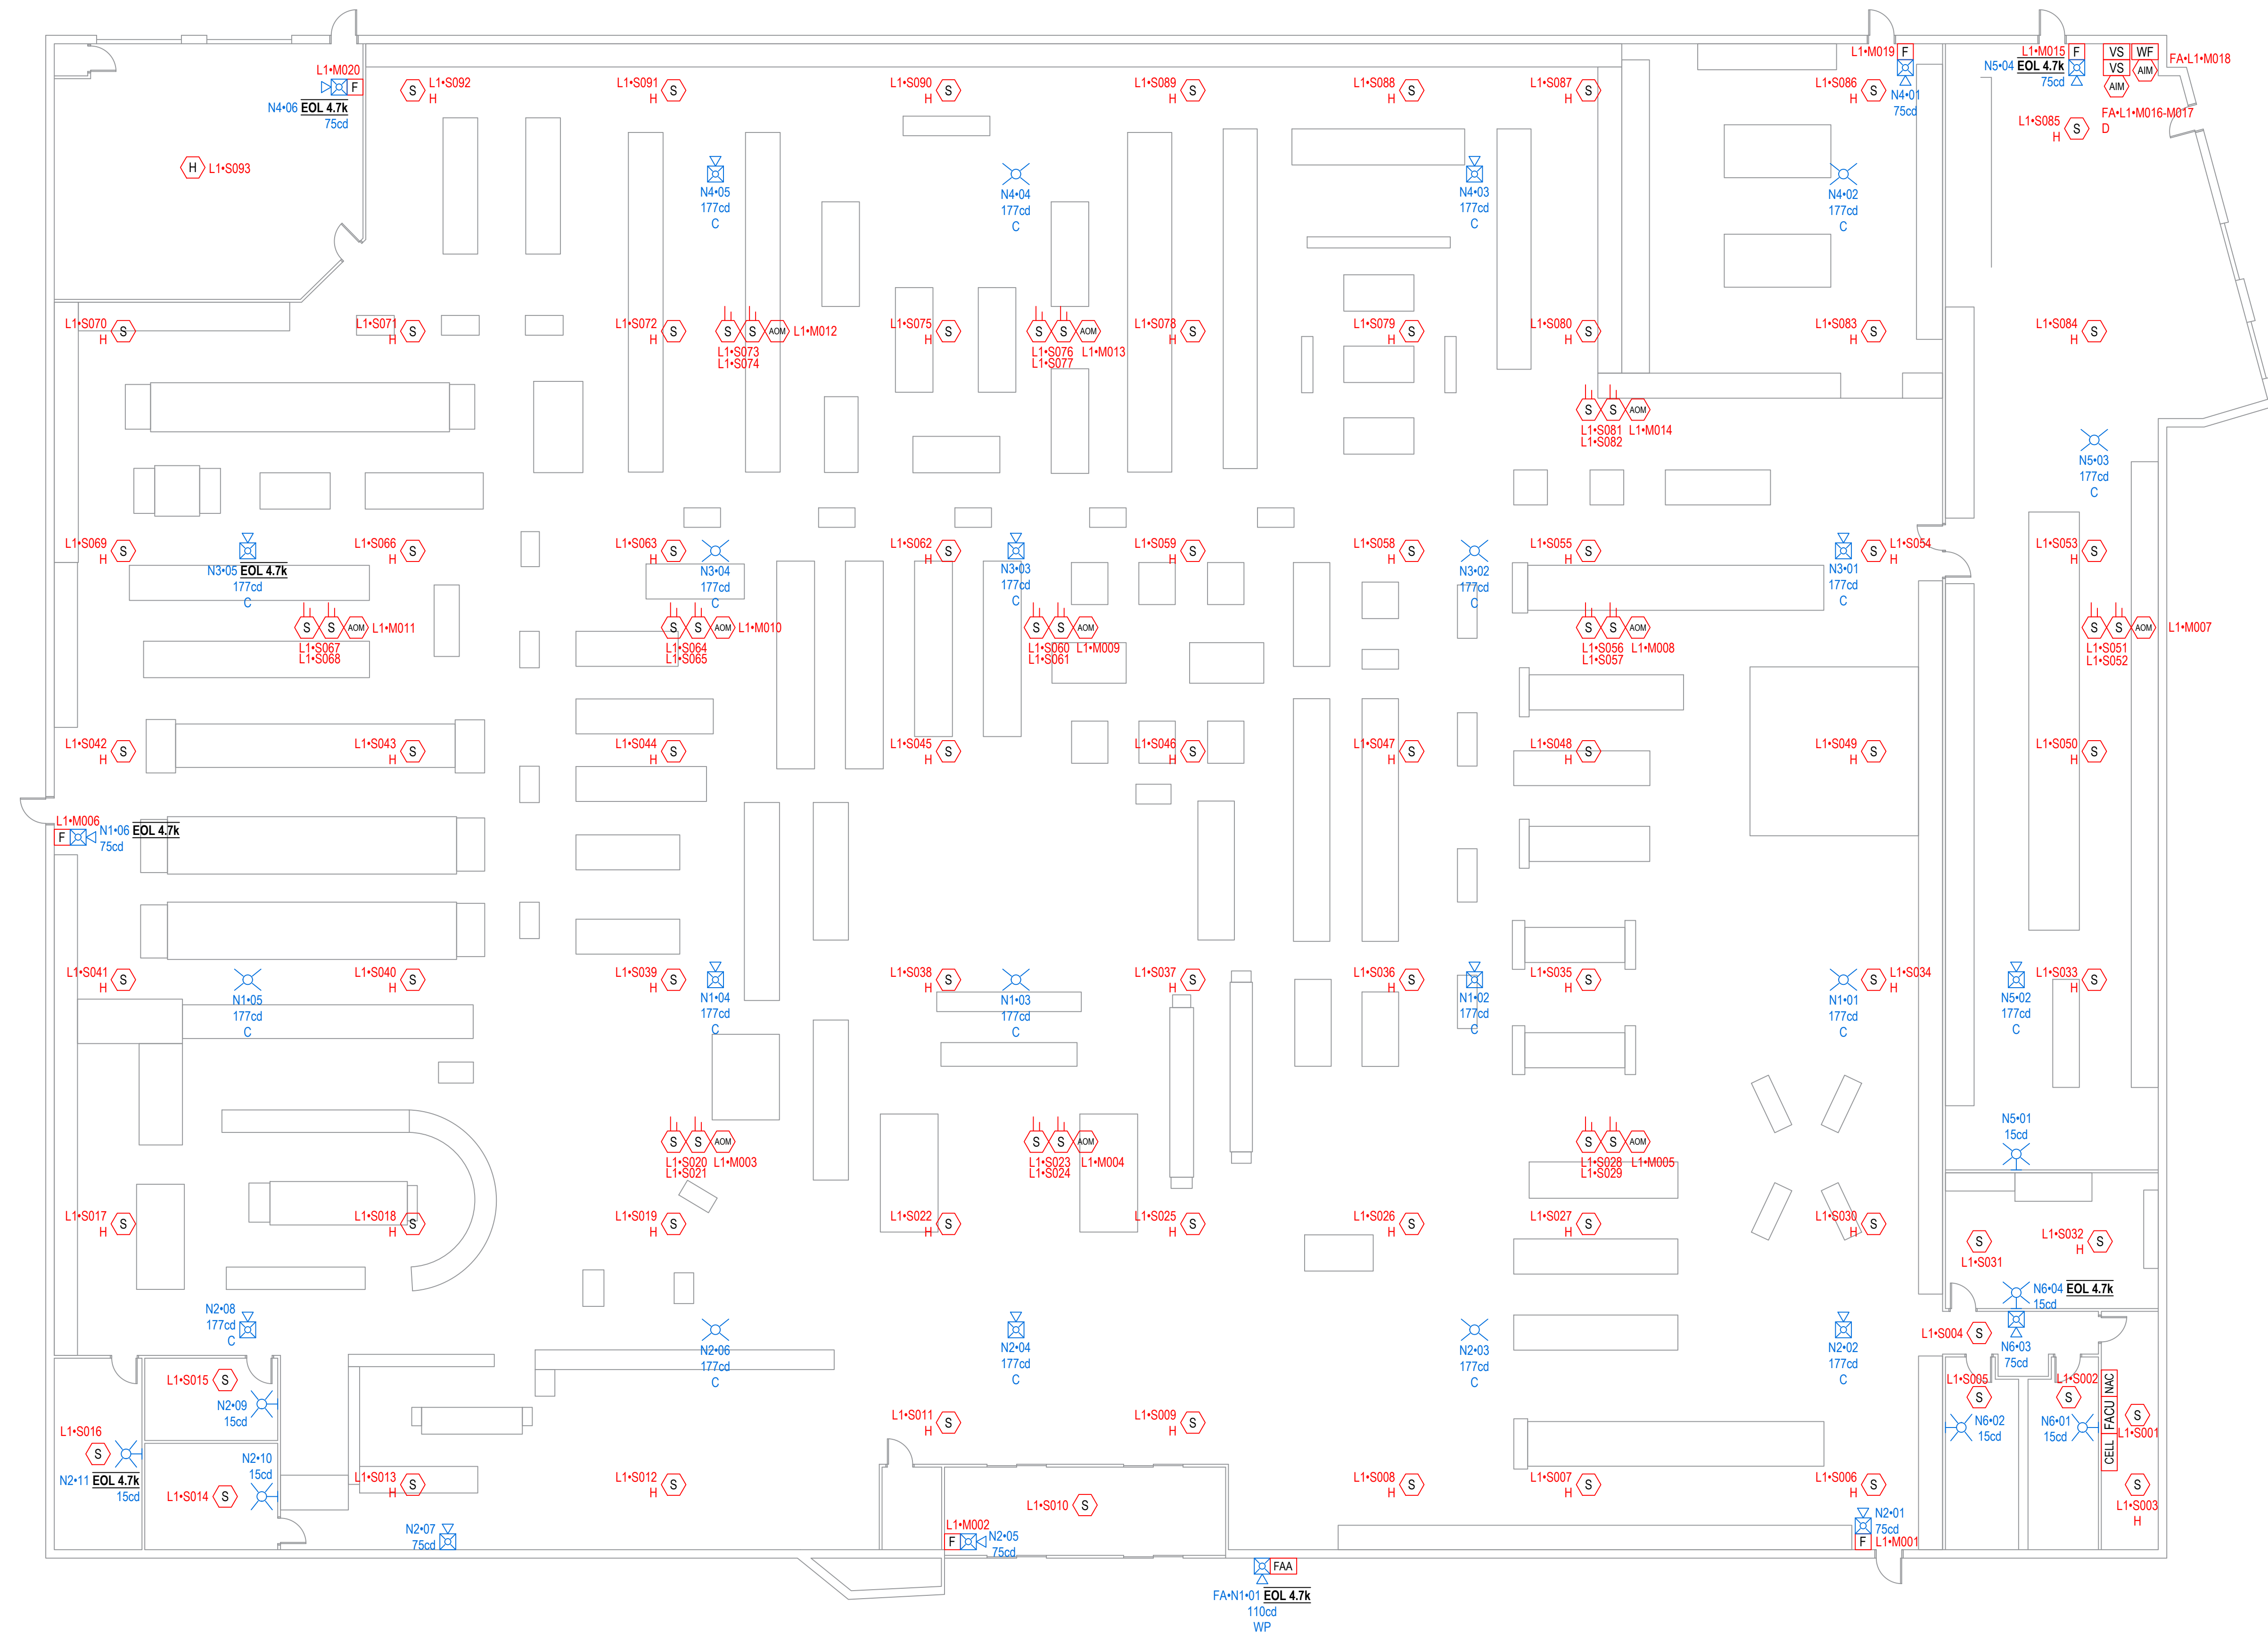 L1•M019 F
L1•M015 F VS WF
FA•L1•M018
N5•04 EOL 4.7k
75cd
VS AIM
AIM
L1•M020
F
N4•06 EOL 4.7k
75cd
S L1•S092
H
L1•S091
H S
L1•S090
H S
L1•S089
H S
L1•S088
H S
L1•S087
H S
L1•S086
H S
N4•01
75cd
FA•L1•M016-M017
D
L1•S085
H S
H L1•S093
N4•05
177cd
C
N4•04
177cd
C
N4•03
177cd
C
N4•02
177cd
C
L1•S070
H S
L1•S071
H S
L1•S072
H S
S S AOM L1•M012
L1•S073
L1•S074
L1•S075
H S
S S AOM
L1•S076 L1•M013
L1•S077
L1•S078
H S
L1•S079
H S
L1•S080
H S
L1•S083
H S
L1•S084
H S
S S AOM
L1•S081 L1•M014
L1•S082
N5•03
177cd
C
L1•S069
H S
N3•05 EOL 4.7k
177cd
C
L1•S066
H S
L1•S063
H S
N3•04
177cd
C
L1•S062
H S
N3•03
177cd
C
L1•S059
H S
L1•S058
H S
N3•02
177cd
C
L1•S055
H S
N3•01
177cd
C
S L1•S054
H
L1•S053
H S
S S AOM L1•M011
L1•S067
L1•S068
S S AOM L1•M010
L1•S064
L1•S065
S S AOM
L1•S060 L1•M009
L1•S061
S S AOM
L1•S056 L1•M008
L1•S057
S S AOM L1•M007
L1•S051
L1•S052
L1•S042
H S
L1•S043
H S
L1•S044
H S
L1•S045
H S
L1•S046
H S
L1•S047
H S
L1•S048
H S
L1•S049
H S
L1•S050
H S
L1•M006
F N1•06 EOL 4.7k
75cd
L1•S041
H S
N1•05
177cd
C
L1•S040
H S
L1•S039
H S
N1•04
177cd
C
L1•S038
H S
N1•03
177cd
C
L1•S037
H S
L1•S036
H S
N1•02
177cd
C
L1•S035
H S
N1•01
177cd
C
S L1•S034
H
N5•02
177cd
C
L1•S033
H S
S S AOM
L1•S020 L1•M003
L1•S021
S S AOM
L1•S023 L1•M004
L1•S024
S S AOM
L1•S028 L1•M005
L1•S029
N5•01
15cd
L1•S017
H S
L1•S018
H S
L1•S019
H S
L1•S022
H S
L1•S025
H S
L1•S026
H S
L1•S027
H S
L1•S030
H S
S
L1•S031
L1•S032
H S
N6•04 EOL 4.7k
15cd
N2•08
177cd
C
N2•06
177cd
C
N2•04
177cd
C
N2•03
177cd
C
N2•02
177cd
C
L1•S004 S
N6•03
75cd
L1•S015 S
N2•09
15cd
L1•S005
S
L1•S002
S
N6•02
15cd
N6•01
15cd
NAC
FACU
CELL
S
L1•S001
L1•S016
S
N2•11 EOL 4.7k
15cd
N2•10
15cd
L1•S014 S
L1•S013
H S
L1•S012
H S
L1•S011
H S
L1•S009
H S
L1•S010 S
L1•S008
H S
L1•S007
H S
L1•S006
H S
S
L1•S003
H
N2•07
75cd
L1•M002
F N2•05
75cd
N2•01
75cd
F L1•M001
FAA
FA•N1•01 EOL 4.7k
110cd
WP